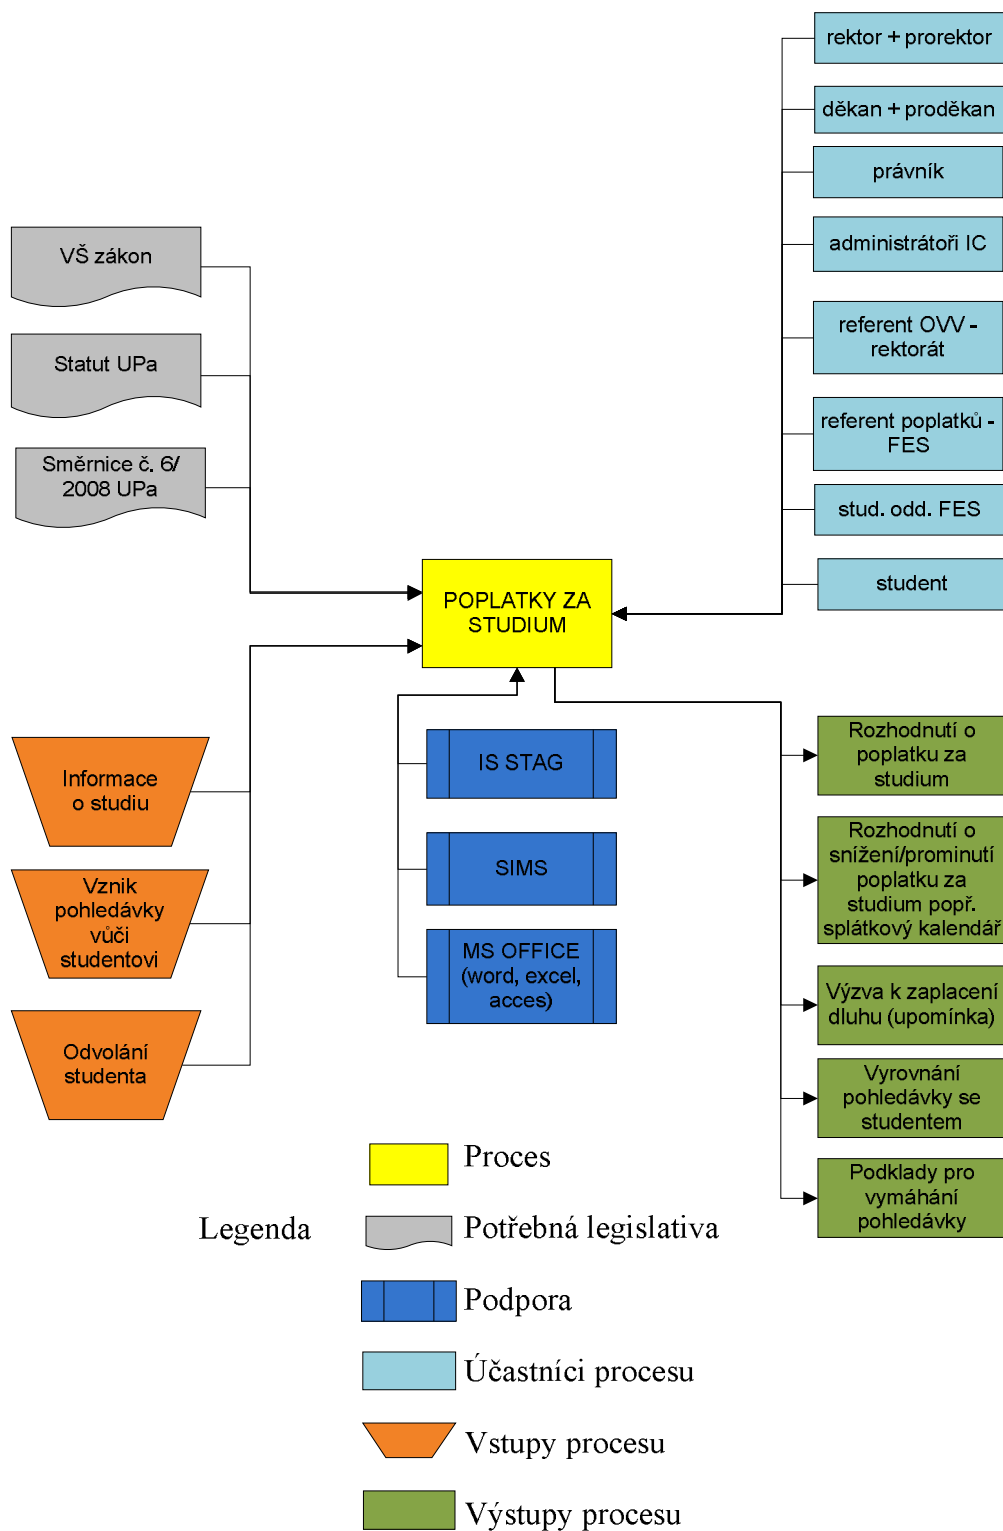 rektor + prorektor
děkan + proděkan
právník
administrátoři IC
referent OVV -
rektorát
referent poplatků -
FES
stud. odd. FES
student
VŠ zákon
Statut UPa
Směrnice č. 6/
2008 UPa
POPLATKY ZA
STUDIUM
Informace
o studiu
Vznik
pohledávky
vůči
studentovi
Odvolání
studenta
IS STAG
SIMS
MS OFFICE
(word, excel,
acces)
Rozhodnutí o
poplatku za
studium
Rozhodnutí o
snížení/prominutí
poplatku za
studium popř.
splátkový kalendář
Výzva k zaplacení
dluhu (upomínka)
Vyrovnání
pohledávky se
studentem
Podklady pro
vymáhání
pohledávky
Legenda
Proces
Potřebná legislativa
Podpora
Účastníci procesu
Vstupy procesu
Výstupy procesu